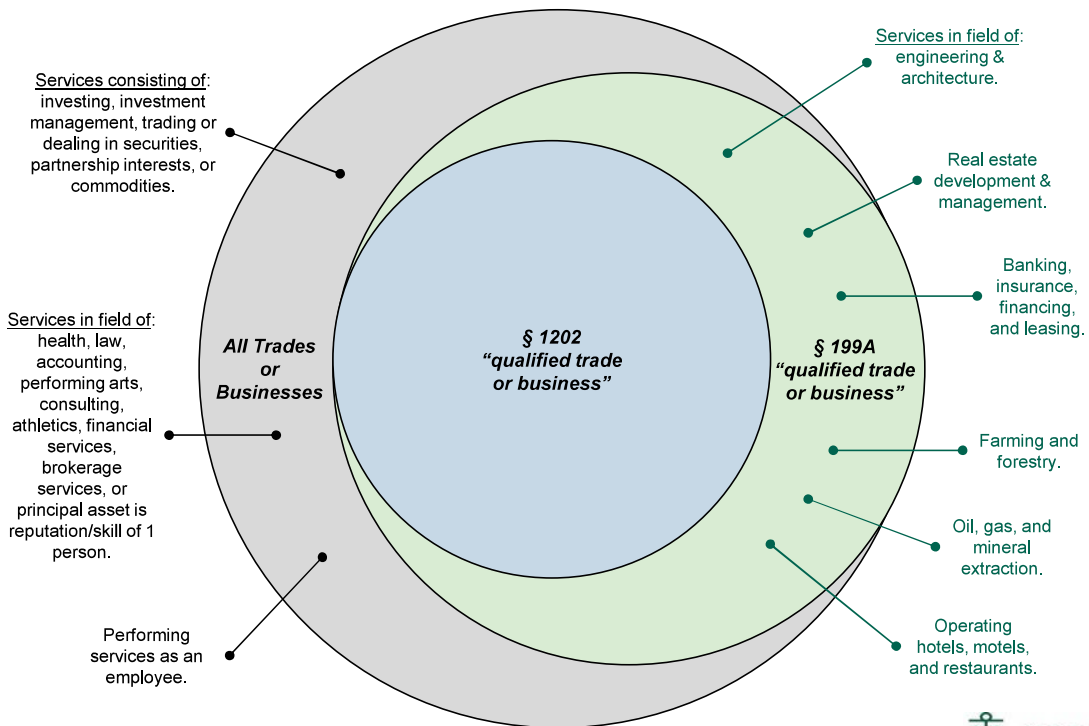 Services consisting of:
investing, investment
management, trading or
dealing in securities,
partnership interests, or
commodities.
Services in field of:
health, law,
accounting,
performing arts,
consulting,
athletics, financial
services,
brokerage
services, or
principal asset is
reputation/skill of 1
person.
Performing
services as an
employee.
All Trades
or
Businesses
§ 1202
“qualified trade
or business”
§ 199A
“qualified trade
or business”
Services in field of:
engineering &
architecture.
Real estate
development &
management.
Banking,
insurance,
financing,
and leasing.
Farming and
forestry.
Oil, gas, and
mineral
extraction.
Operating
hotels, motels,
and restaurants.